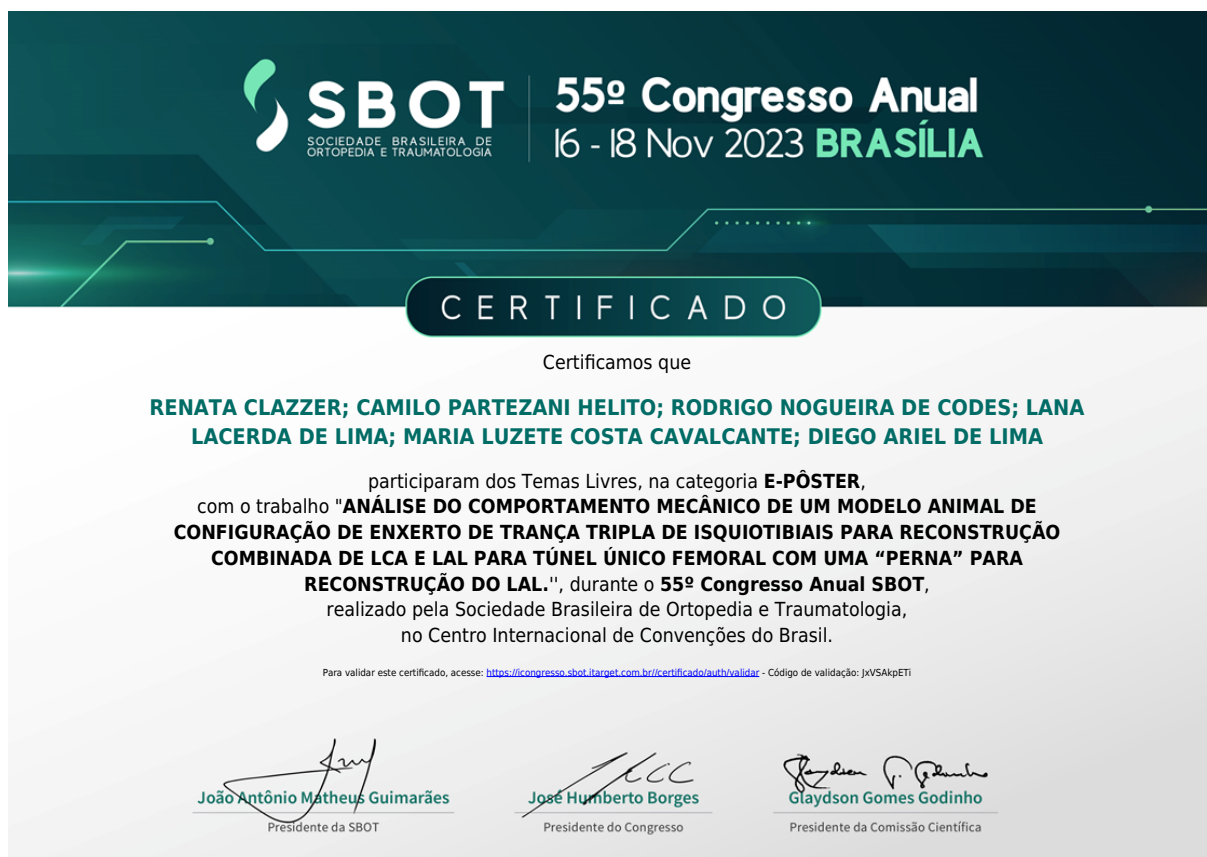 SBOT
SOCIEDADE BRASILEIRA DE
ORTOPEDIA E TRAUMATOLOGIA
55º Congresso Anual
16 - 18 Nov 2023 BRASÍLIA
CERTIFICADO
Certificamos que
RENATA CLAZZER; CAMILO PARTEZANI HELITO; RODRIGO NOGUEIRA DE CODES; LANA
LACERDA DE LIMA; MARIA LUZETE COSTA CAVALCANTE; DIEGO ARIEL DE LIMA
participaram dos Temas Livres, na categoria E-PÔSTER,
com o trabalho "ANÁLISE DO COMPORTAMENTO MECÂNICO DE UM MODELO ANIMAL DE
CONFIGURAÇÃO DE ENXERTO DE TRANÇA TRIPLA DE ISQUIOTIBIAIS PARA RECONSTRUÇÃO
COMBINADA DE LCA E LAL PARA TÚNEL ÚNICO FEMORAL COM UMA “PERNA” PARA
RECONSTRUÇÃO DO LAL.'', durante o 55º Congresso Anual SBOT,
realizado pela Sociedade Brasileira de Ortopedia e Traumatologia,
no Centro Internacional de Convenções do Brasil.
Para validar este certificado, acesse: https://icongresso.sbot.itarget.com.br//certificado/auth/validar - Código de validação: JxVSAkpETi
João Antônio Matheus Guimarães
Presidente da SBOT
José Humberto Borges
Presidente do Congresso
Glaydson Gomes Godinho
Presidente da Comissão Científica